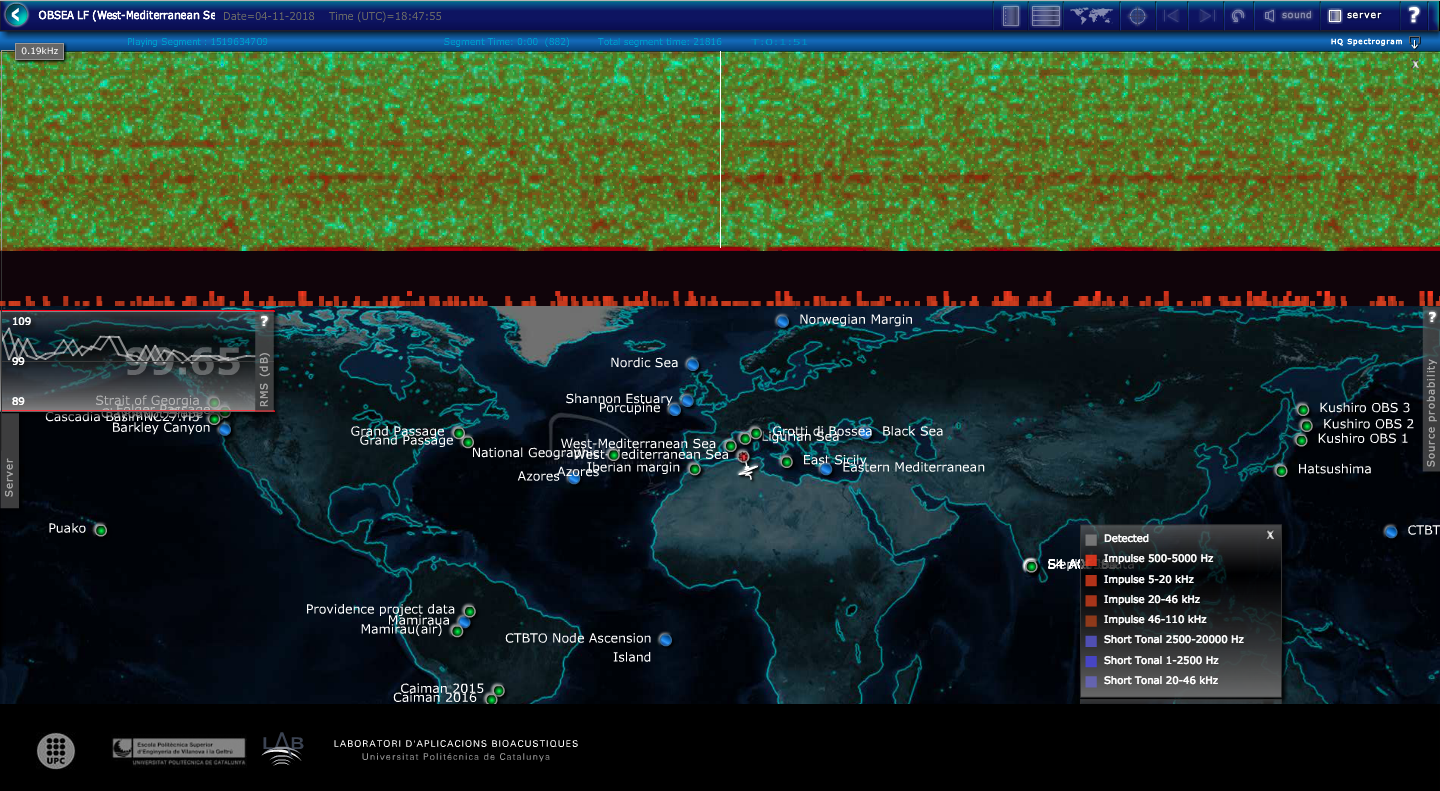 OBSEA LF (West-Mediterranean Se
Date=04-11-2018
Time (UTC)=18:47:55
sound
server
?
Playing Segment : 1519634709
Segment Time: 0:00 (882)
Total segment time: 21816
T:0:1:51
HQ Spectrogram
0.19kHz
x
109
99
89
99.65
?
RMS (dB)
Server
?
Source probability
Norwegian Margin
Nordic Sea
Shannon Estuary
Porcupine
Strait of Georgia
Folger Passage
Barkley Canyon
Grand Passage
Grand Passage
National Geographic
West-Mediterranean Sea
West-Mediterranean Sea
Iberian margin
Azores
Azores
Grotti di Bossea
Ligurian Sea
Black Sea
East Sicily
Eastern Mediterranean
Kushiro OBS 3
Kushiro OBS 2
Kushiro OBS 1
Hatsushima
Puako
CTBT
Providence project data
Mamiraua
Mamirau(air)
CTBTO Node Ascension
Island
Caiman 2015
Caiman 2016
x
Detected
Impulse 500-5000 Hz
Impulse 5-20 kHz
Impulse 20-46 kHz
Impulse 46-110 kHz
Short Tonal 2500-20000 Hz
Short Tonal 1-2500 Hz
Short Tonal 20-46 kHz
UPC
Escola Politècnica Superior
d'Enginyeria de Vilanova i la Geltrú
UNIVERSITAT POLITÈCNICA DE CATALUNYA
LAB
LABORATORI D'APLICACIONS BIOACUSTIQUES
Universitat Politècnica de Catalunya